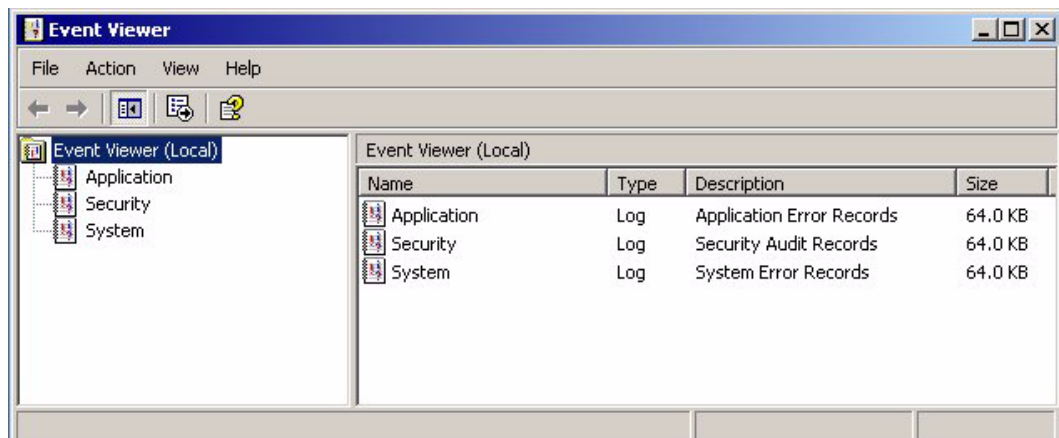 Event Viewer
File Action View Help
Event Viewer (Local)
Application
Security
System
Event Viewer (Local)
Name Type Description Size
Application Log Application Error Records 64.0 KB
Security Log Security Audit Records 64.0 KB
System Log System Error Records 64.0 KB